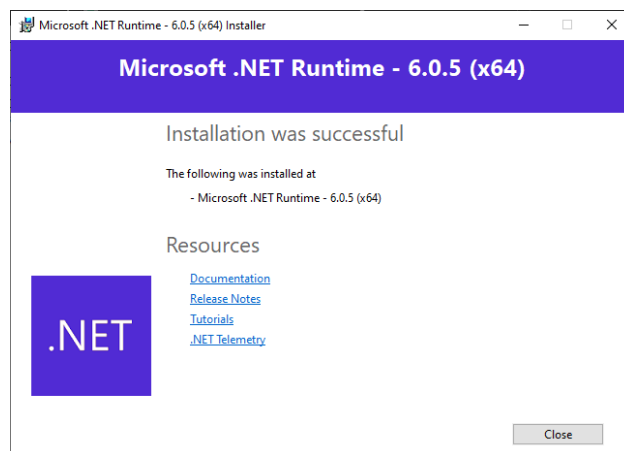 Microsoft .NET Runtime - 6.0.5 (x64) Installer
Microsoft .NET Runtime - 6.0.5 (x64)
Installation was successful
The following was installed at
- Microsoft .NET Runtime - 6.0.5 (x64)
Resources
Documentation
Release Notes
Tutorials
.NET Telemetry
.NET
Close